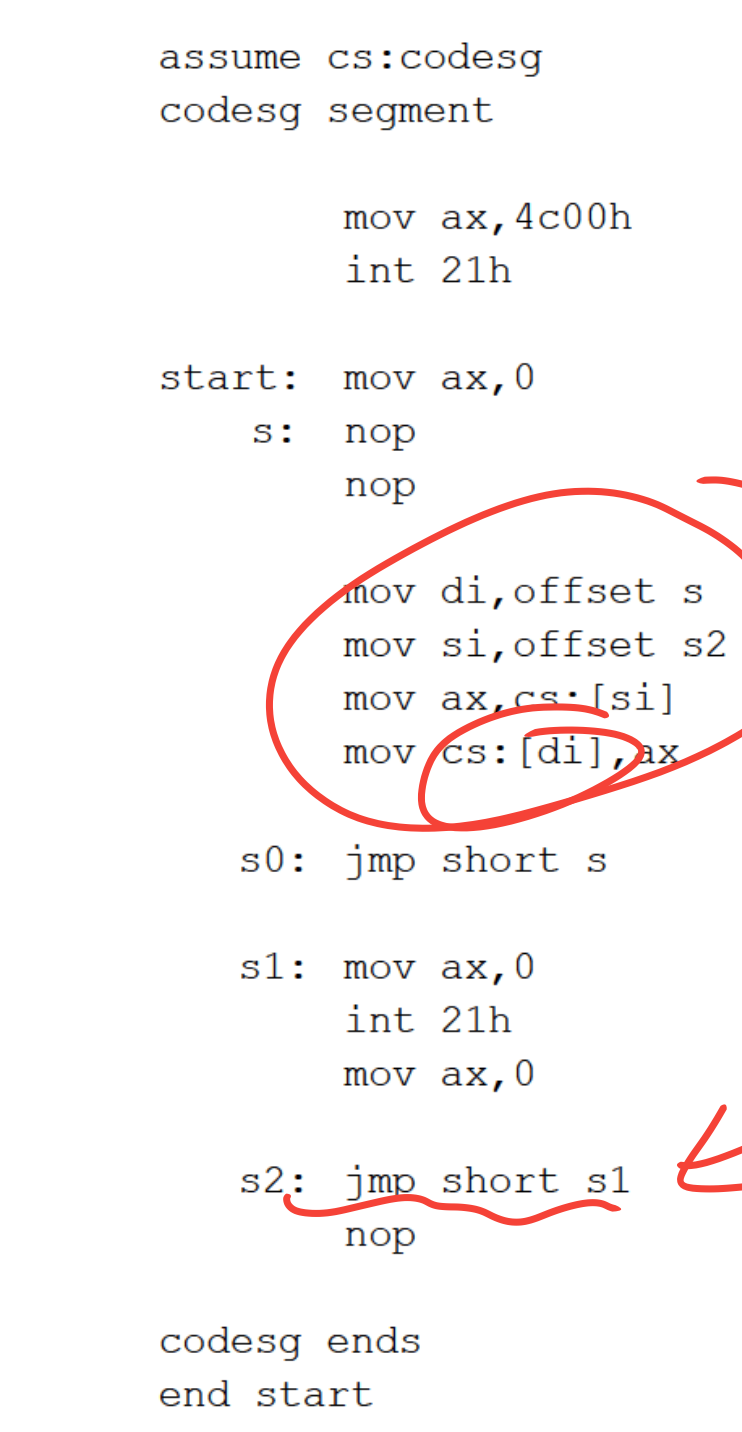 assume cs:codesg
codesg segment
mov ax,4c00h
int 21h
start: mov ax,0
s: nop
nop
mov di,offset s
mov si,offset s2
mov ax,cs:[si]
mov cs:[di],ax
s0: jmp short s
s1: mov ax,0
int 21h
mov ax,0
s2: jmp short s1
nop
codesg ends
end start